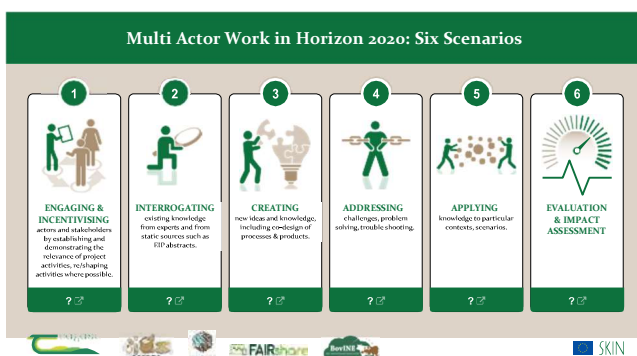 Multi Actor Work in Horizon 2020: Six Scenarios
1
2
3
4
5
6
ENGAGING &
INCENTIVISING
actors and stakeholders
by establishing and
demonstrating the
relevance of project
activities, re/shaping
activities where possible.
INTERROGATING
existing knowledge
from experts and from
static sources such as
EIP abstracts.
CREATING
new ideas and knowledge,
including co-design of
processes & products.
ADDRESSING
challenges, problem
solving, trouble shooting.
APPLYING
knowledge to particular
contexts, scenarios.
EVALUATION
& IMPACT
ASSESSMENT
?
?
?
?
?
?
FAIRshare
BovINE
SKIN